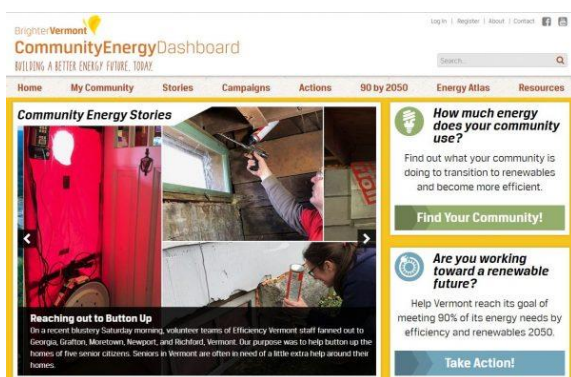 Log In | Register | About | Contact
BrighterVermont
CommunityEnergyDashboard
BUILDING A BETTER ENERGY FUTURE, TODAY.
Search...
Home My Community Stories Campaigns Actions 90 by 2050 Energy Atlas Resources
Community Energy Stories
Reaching out to Button Up
On a recent blustery Saturday morning, volunteer teams of Efficiency Vermont staff fanned out to
Georgia, Grafton, Moretown, Newport, and Richford, Vermont. Our purpose was to help button up the
homes of five senior citizens. Seniors in Vermont are often in need of a little extra help around their
homes.
How much energy
does your community
use?
Find out what your community is
doing to transition to renewables
and become more efficient.
Find Your Community!
Are you working
toward a renewable
future?
Help Vermont reach its goal of
meeting 90% of its energy needs by
efficiency and renewables 2050.
Take Action!